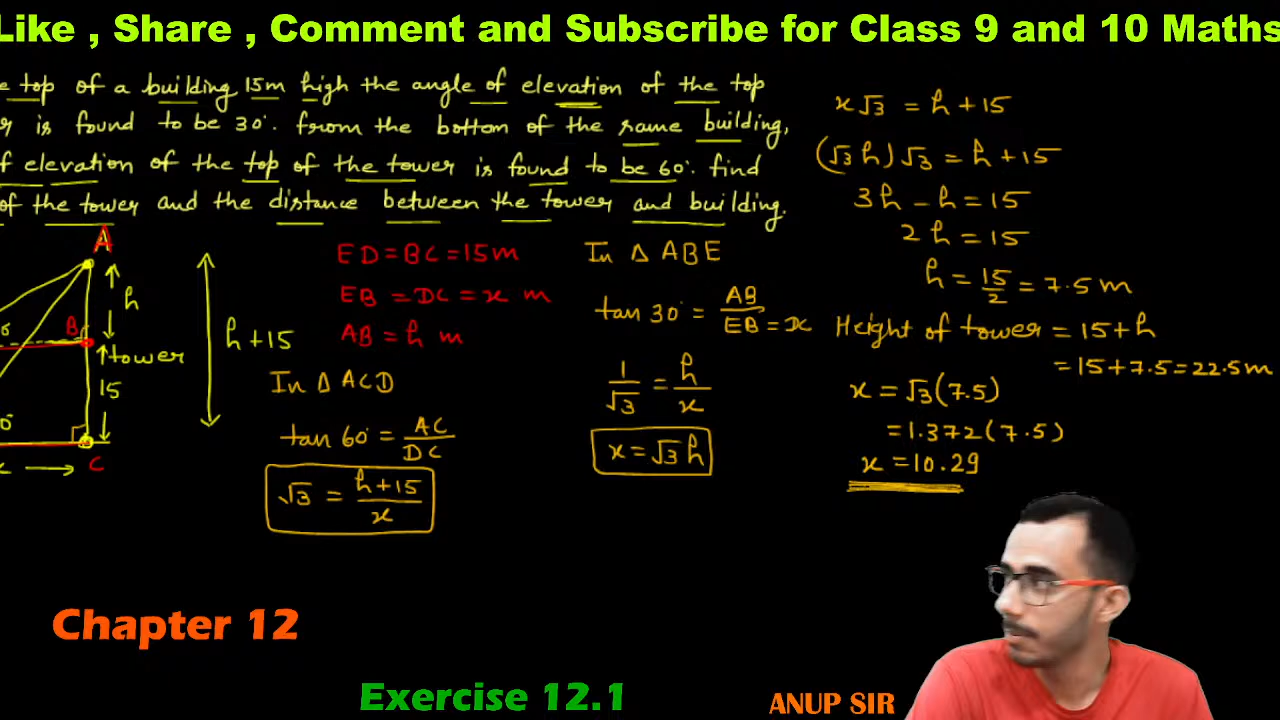 Like , Share , Comment and Subscribe for Class 9 and 10 Maths
top of a building 15m high the angle of elevation of the top
is found to be 30°. from the bottom of the same building,
elevation of the top of the tower is found to be 60°. find
of the tower and the distance between the tower and building.
A
h
B
tower
15
C
x
h+15
ED = BC = 15m
EB = DC = x m
AB = h m
In Δ ACD
tan 60° = AC/DC
√3 = h+15/x
In Δ ABE
tan 30° = AB/EB = x
1/√3 = h/x
x = √3 h
x√3 = h+15
(√3 h)√3 = h+15
3h - h = 15
2h = 15
h = 15/2 = 7.5 m
Height of tower = 15+h
= 15+7.5 = 22.5m
x = √3(7.5)
= 1.372(7.5)
x = 10.29
Chapter 12
Exercise 12.1
ANUP SIR